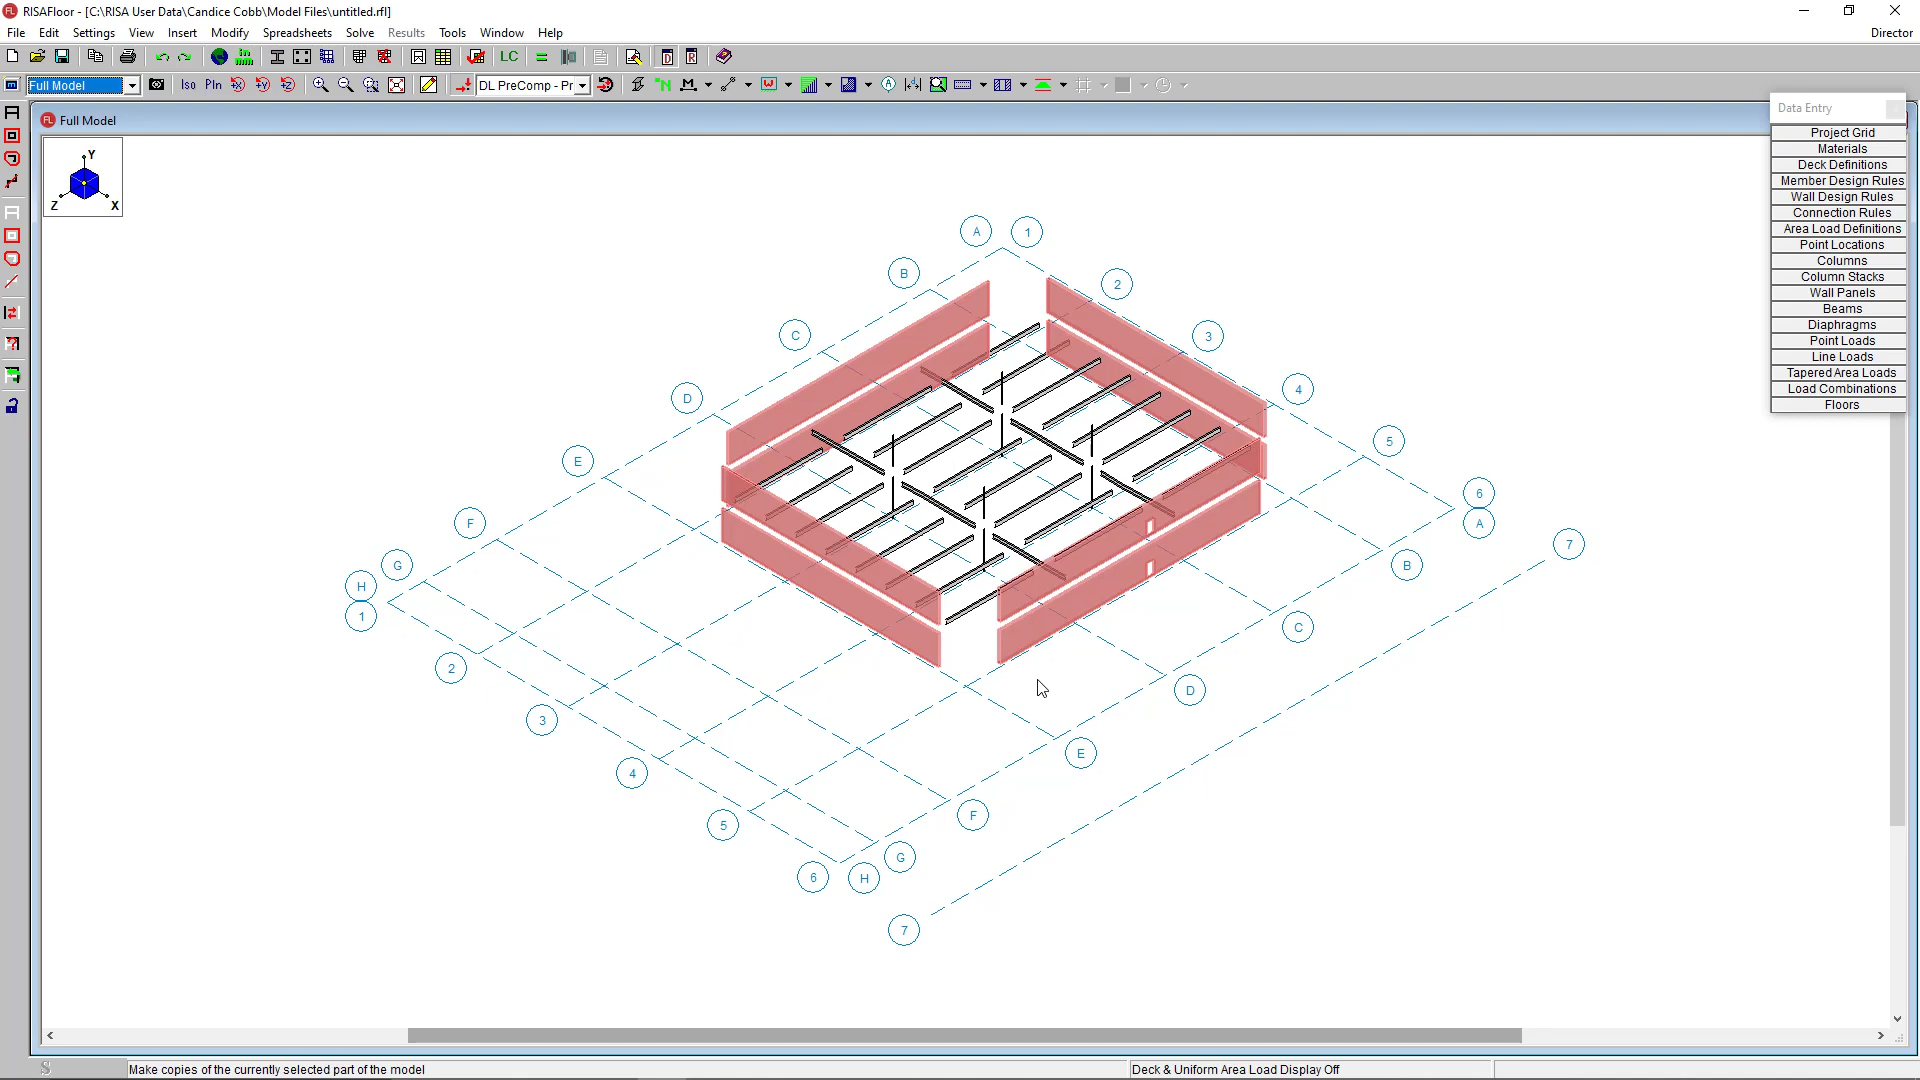 RISAFloor - [C:\RISA User Data\Candice Cobb\Model Files\untitled.rfl]
File Edit Settings View Insert Modify Spreadsheets Solve Results Tools Window Help
Director
LC
Full Model
Iso Pln X Y Z
DL PreComp - Pr
Full Model
Data Entry
Project Grid
Materials
Deck Definitions
Member Design Rules
Wall Design Rules
Connection Rules
Area Load Definitions
Point Locations
Columns
Column Stacks
Wall Panels
Beams
Diaphragms
Point Loads
Line Loads
Tapered Area Loads
Load Combinations
Floors
Y
Z X
A 1
B 2
C 3
D 4
E 5
F 6
A
G 7
H B
1 C
2 D
3 E
4 F
5 G
6 H
7
S Make copies of the currently selected part of the model
Deck & Uniform Area Load Display Off